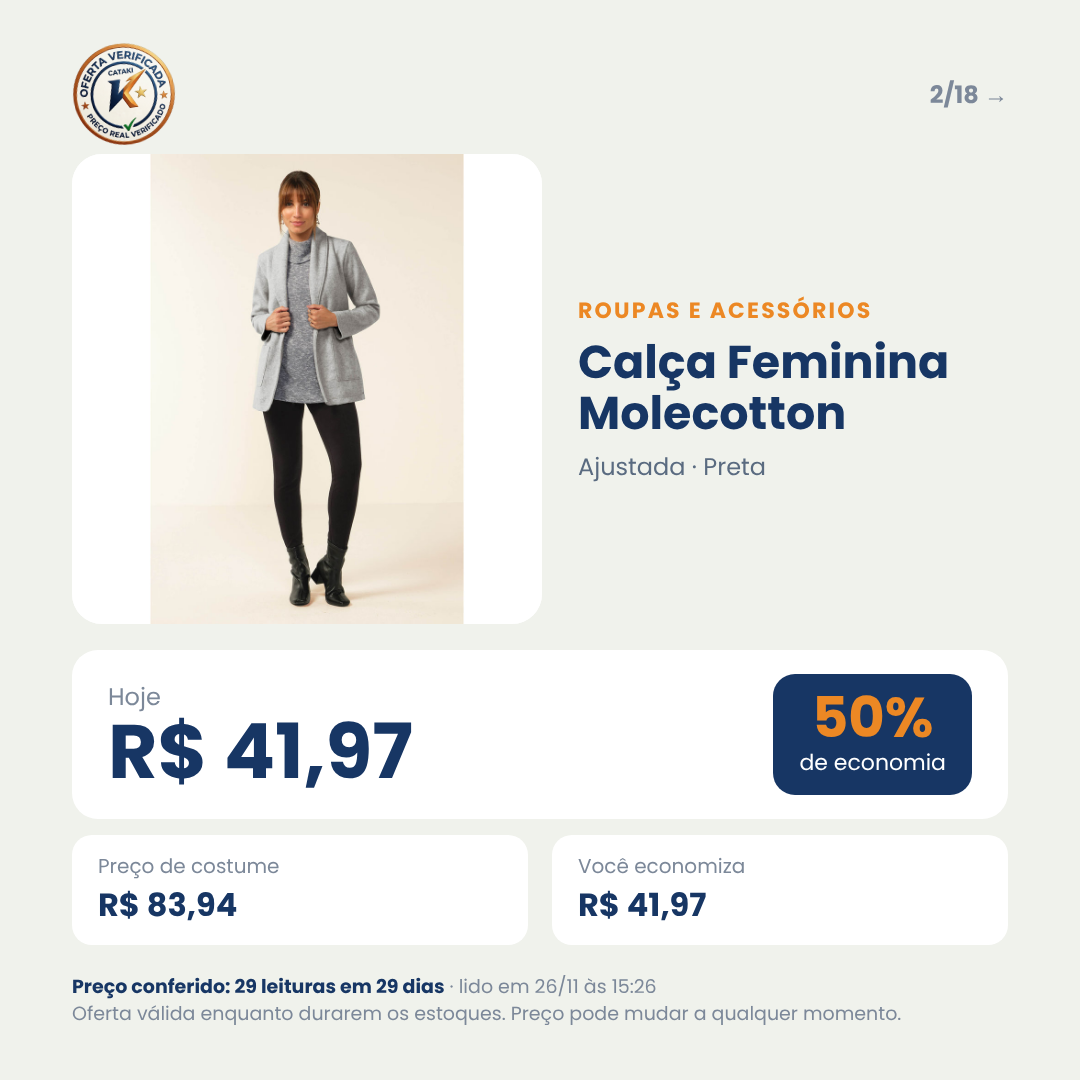 OFERTA VERIFICADA
CATAKI
K
PREÇO REAL VERIFICADO
2/18 →
ROUPAS E ACESSÓRIOS
Calça Feminina
Molecotton
Ajustada · Preta
Hoje
R$ 41,97
50%
de economia
Preço de costume
R$ 83,94
Você economiza
R$ 41,97
Preço conferido: 29 leituras em 29 dias · lido em 26/11 às 15:26
Oferta válida enquanto durarem os estoques. Preço pode mudar a qualquer momento.